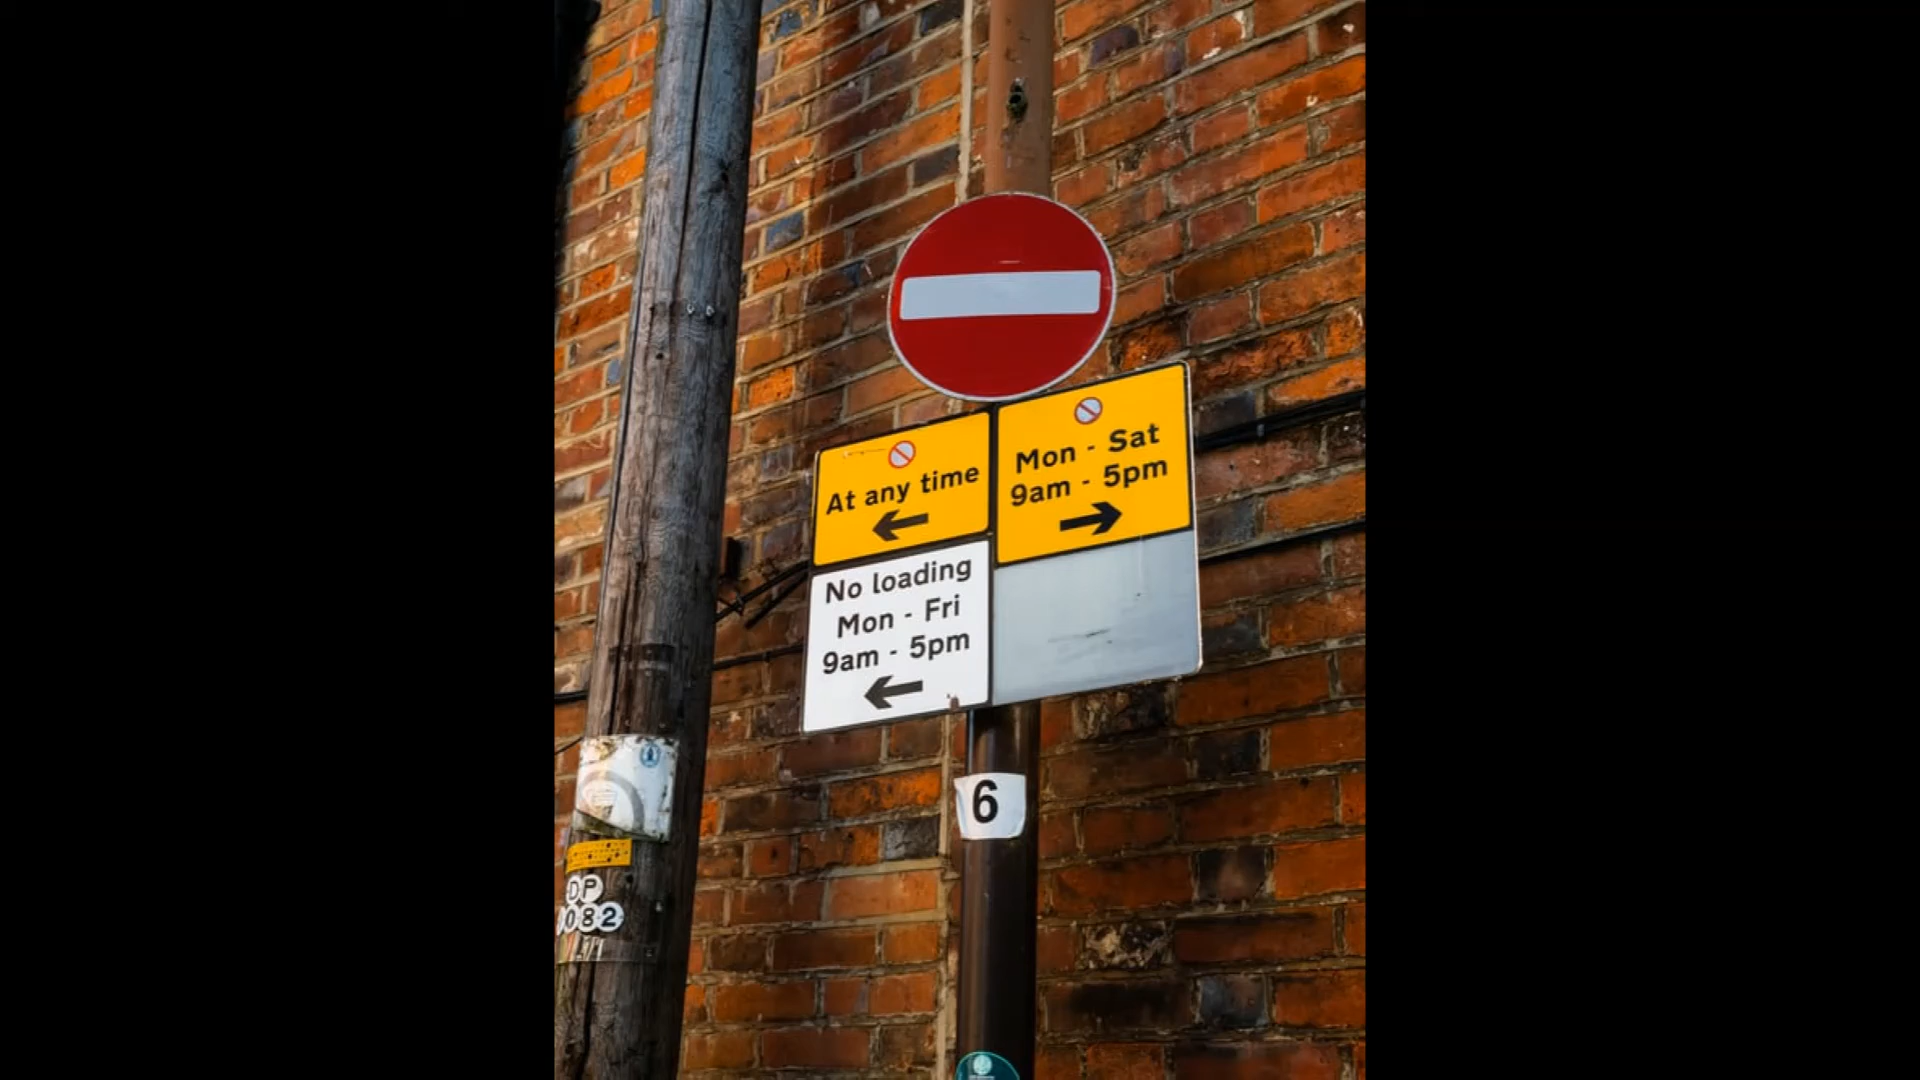 At any time
Mon - Sat
9am - 5pm
No loading
Mon - Fri
9am - 5pm
6
DP
082